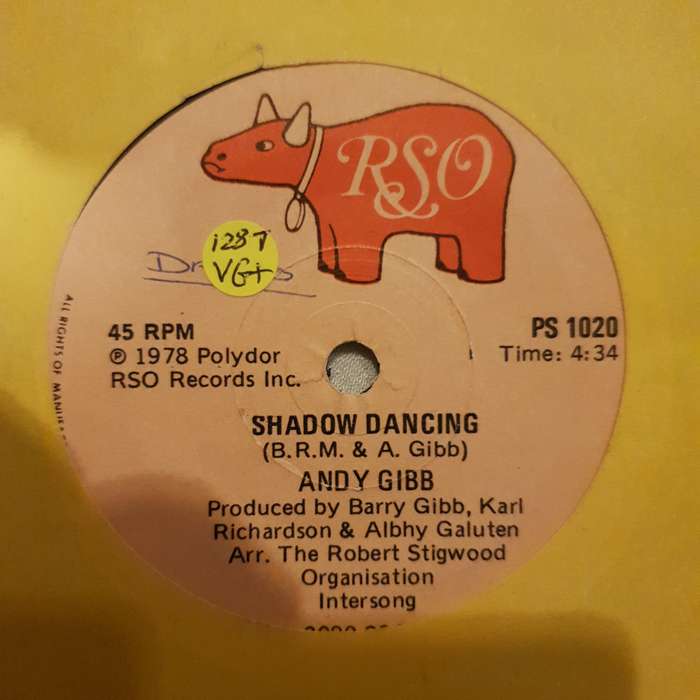 RSO
128T
VG+
45 RPM
℗ 1978 Polydor
RSO Records Inc.
PS 1020
Time: 4:34
SHADOW DANCING
(B.R.M. & A. Gibb)
ANDY GIBB
Produced by Barry Gibb, Karl
Richardson & Albhy Galuten
Arr. The Robert Stigwood
Organisation
Intersong
ALL RIGHTS OF